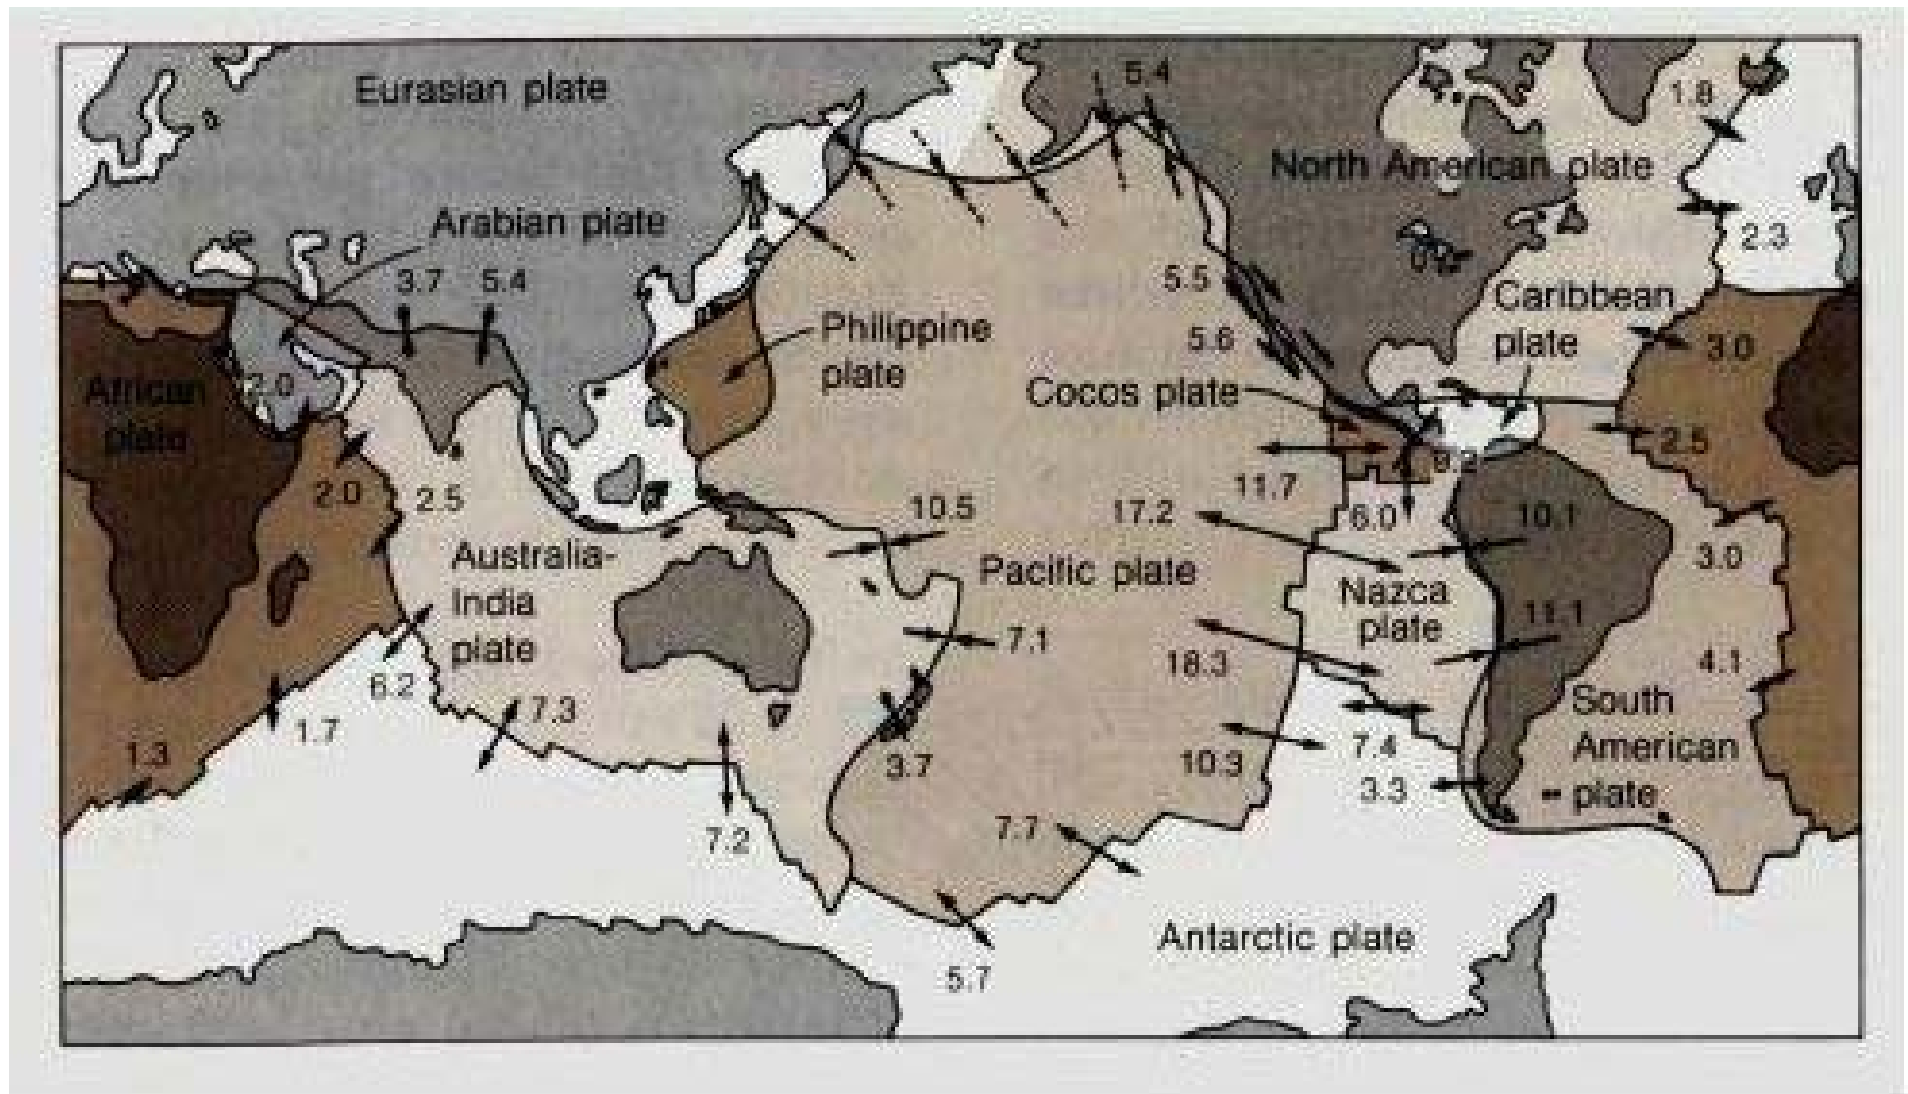 Eurasian plate
5.4
1.8
North American plate
Arabian plate
2.3
3.7
5.4
5.5
Caribbean
plate
Philippine
plate
5.6
3.0
African
plate
2.0
Cocos plate
2.5
2.0
2.5
11.7
10.5
17.2
6.0
10.1
Australia-
India
plate
Pacific plate
3.0
Nazca
plate
7.1
11.1
18.3
4.1
6.2
7.3
South
American
plate
1.7
1.3
3.7
10.3
7.4
3.3
7.2
7.7
Antarctic plate
5.7